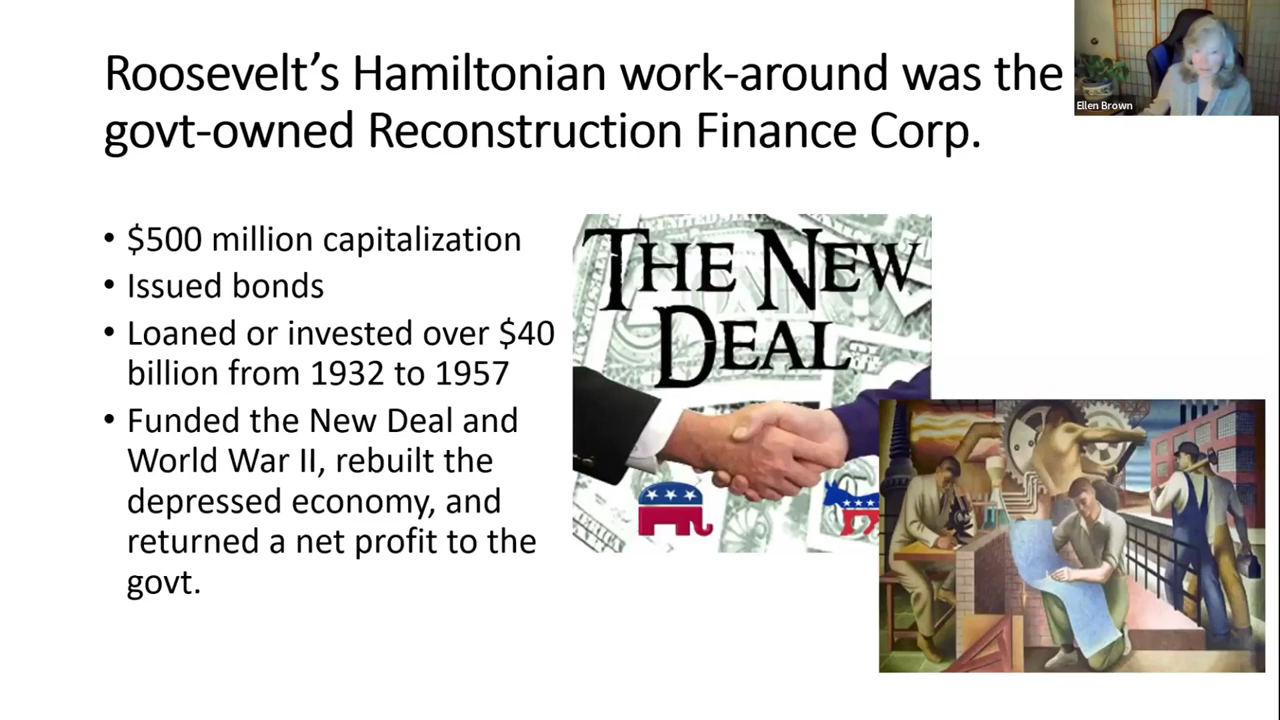 Roosevelt’s Hamiltonian work-around was the
govt-owned Reconstruction Finance Corp.
Ellen Brown
• $500 million capitalization
• Issued bonds
• Loaned or invested over $40
billion from 1932 to 1957
• Funded the New Deal and
World War II, rebuilt the
depressed economy, and
returned a net profit to the
govt.
THE NEW
DEAL